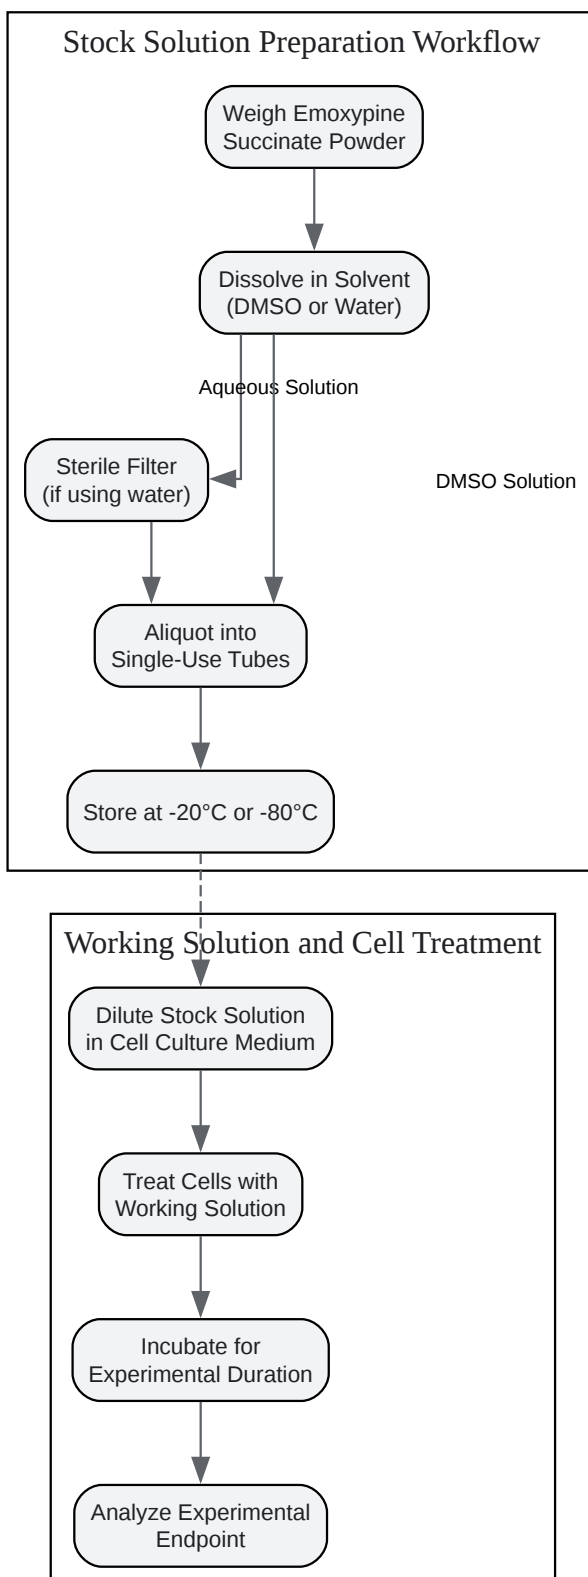 Stock Solution Preparation Workflow
Weigh Emoxypine
Succinate Powder
Dissolve in Solvent
(DMSO or Water)
Aqueous Solution
Sterile Filter
(if using water)
DMSO Solution
Aliquot into
Single-Use Tubes
Store at -20°C or -80°C
Working Solution and Cell Treatment
Dilute Stock Solution
in Cell Culture Medium
Treat Cells with
Working Solution
Incubate for
Experimental Duration
Analyze Experimental
Endpoint